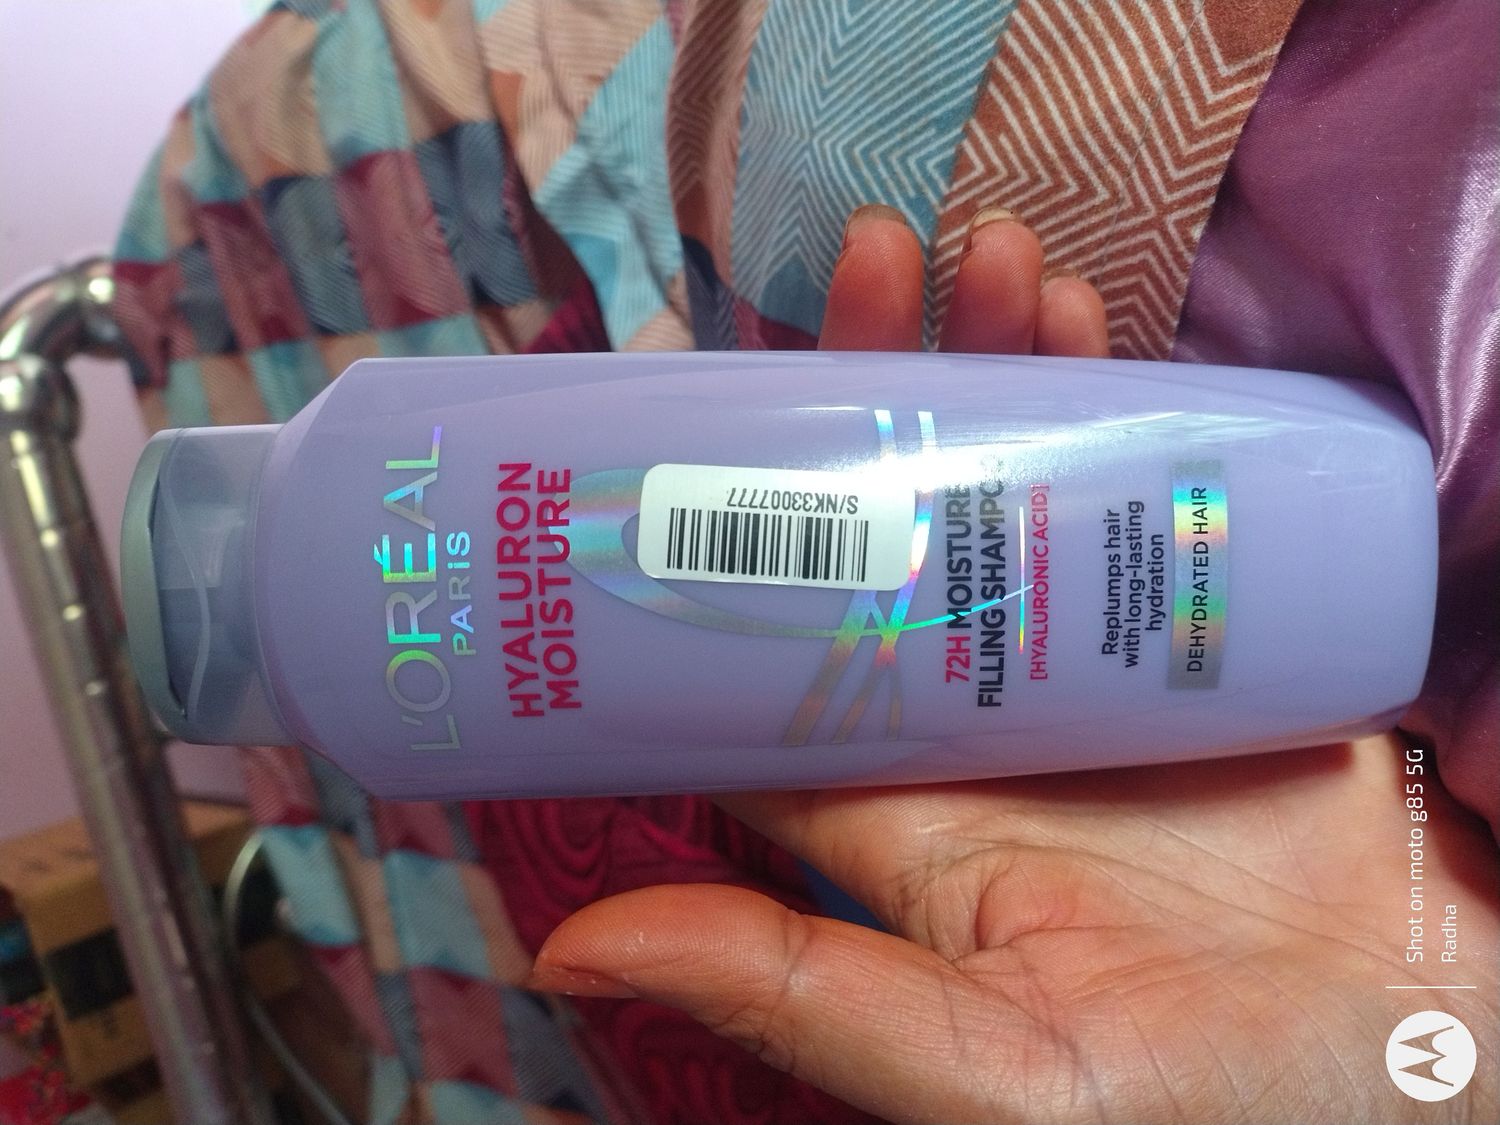 L'ORÉAL
PARIS
HYALURON
MOISTURE
S/NK33007777
72H MOISTURE
FILLING SHAMPOO
[HYALURONIC ACID]
Replumps hair
with long-lasting
hydration
DEHYDRATED HAIR
Shot on moto g85 5G
Radha